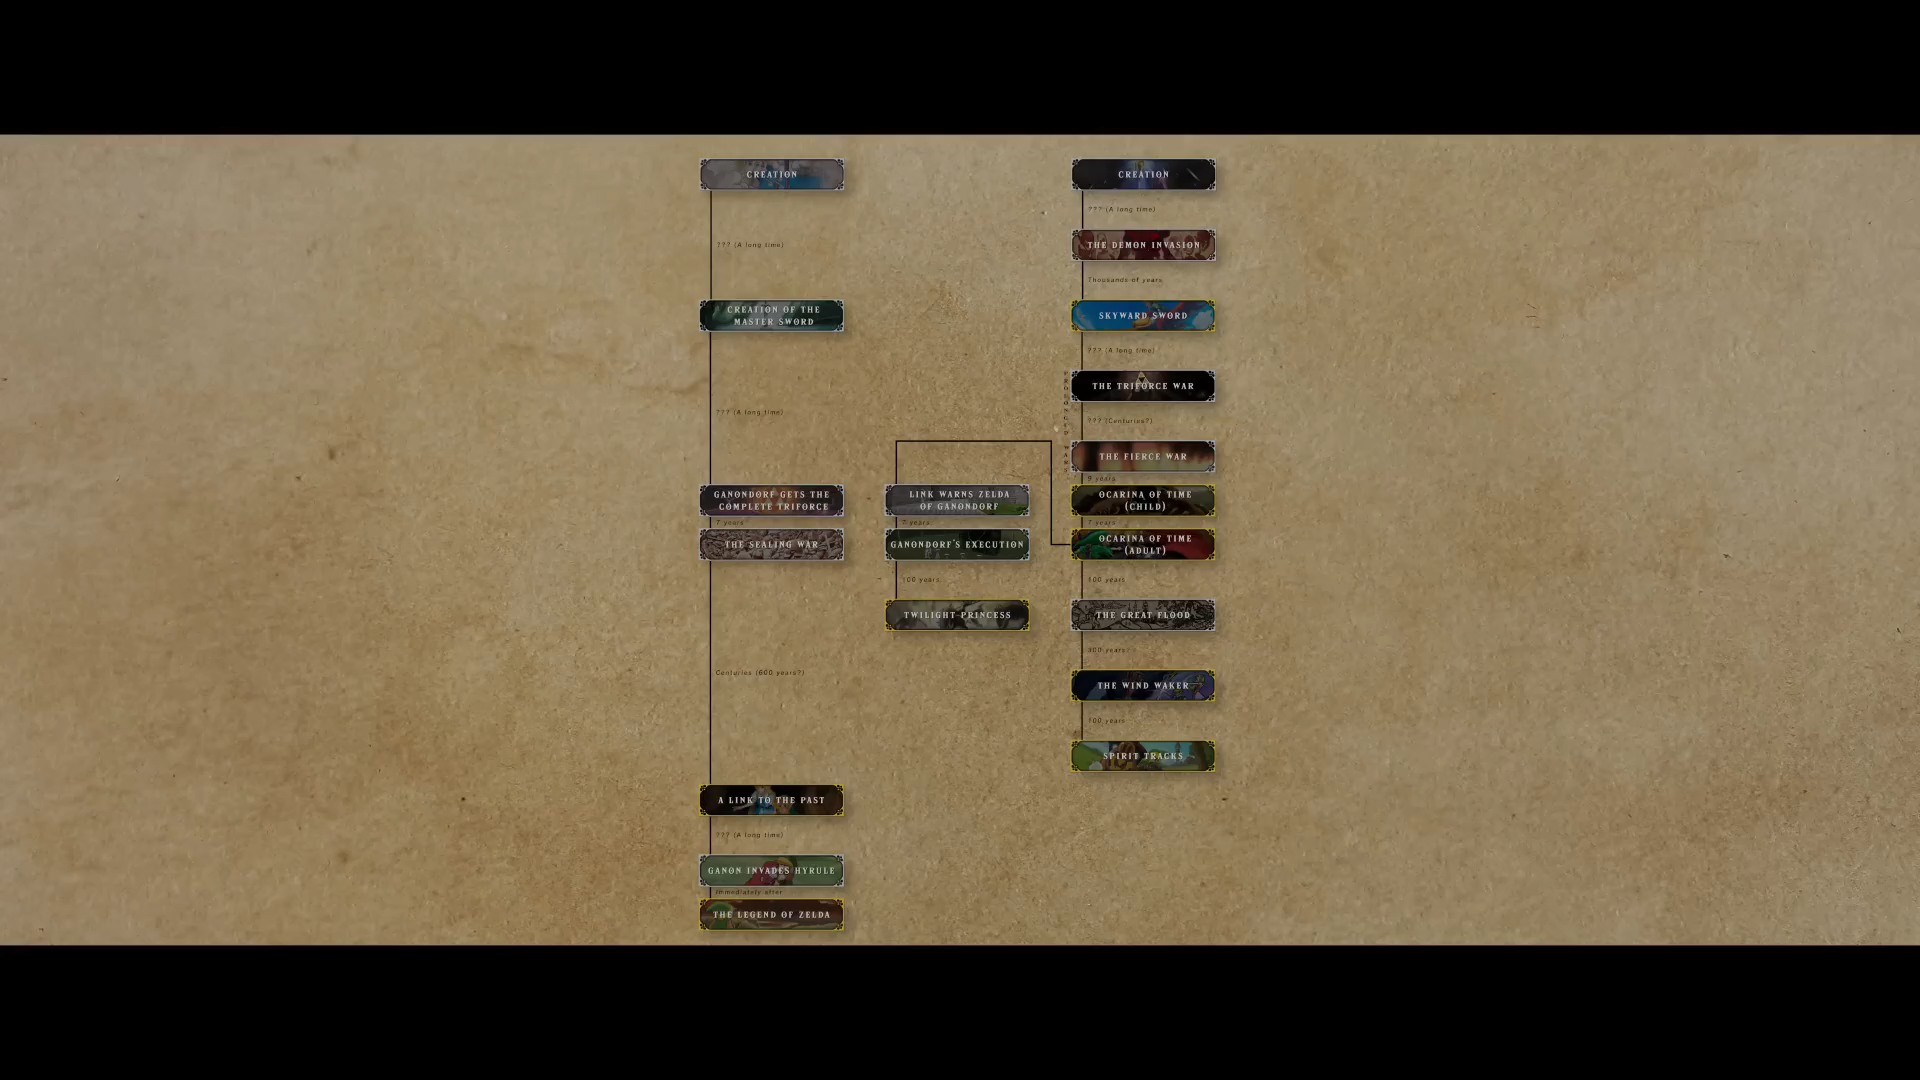 CREATION
??? (A long time)
CREATION OF THE
MASTER SWORD
??? (A long time)
GANONDORF GETS THE
COMPLETE TRIFORCE
7 years
THE SEALING WAR
Centuries (600 years?)
A LINK TO THE PAST
??? (A long time)
GANON INVADES HYRULE
Immediately after
THE LEGEND OF ZELDA
LINK WARNS ZELDA
OF GANONDORF
7 years
GANONDORF'S EXECUTION
100 years
TWILIGHT PRINCESS
CREATION
??? (A long time)
THE DEMON INVASION
Thousands of years
SKYWARD SWORD
??? (A long time)
THE TRIFORCE WAR
??? (Centuries?)
THE FIERCE WAR
9 years
OCARINA OF TIME
(CHILD)
7 years
OCARINA OF TIME
(ADULT)
100 years
THE GREAT FLOOD
300 years?
THE WIND WAKER
100 years
SPIRIT TRACKS